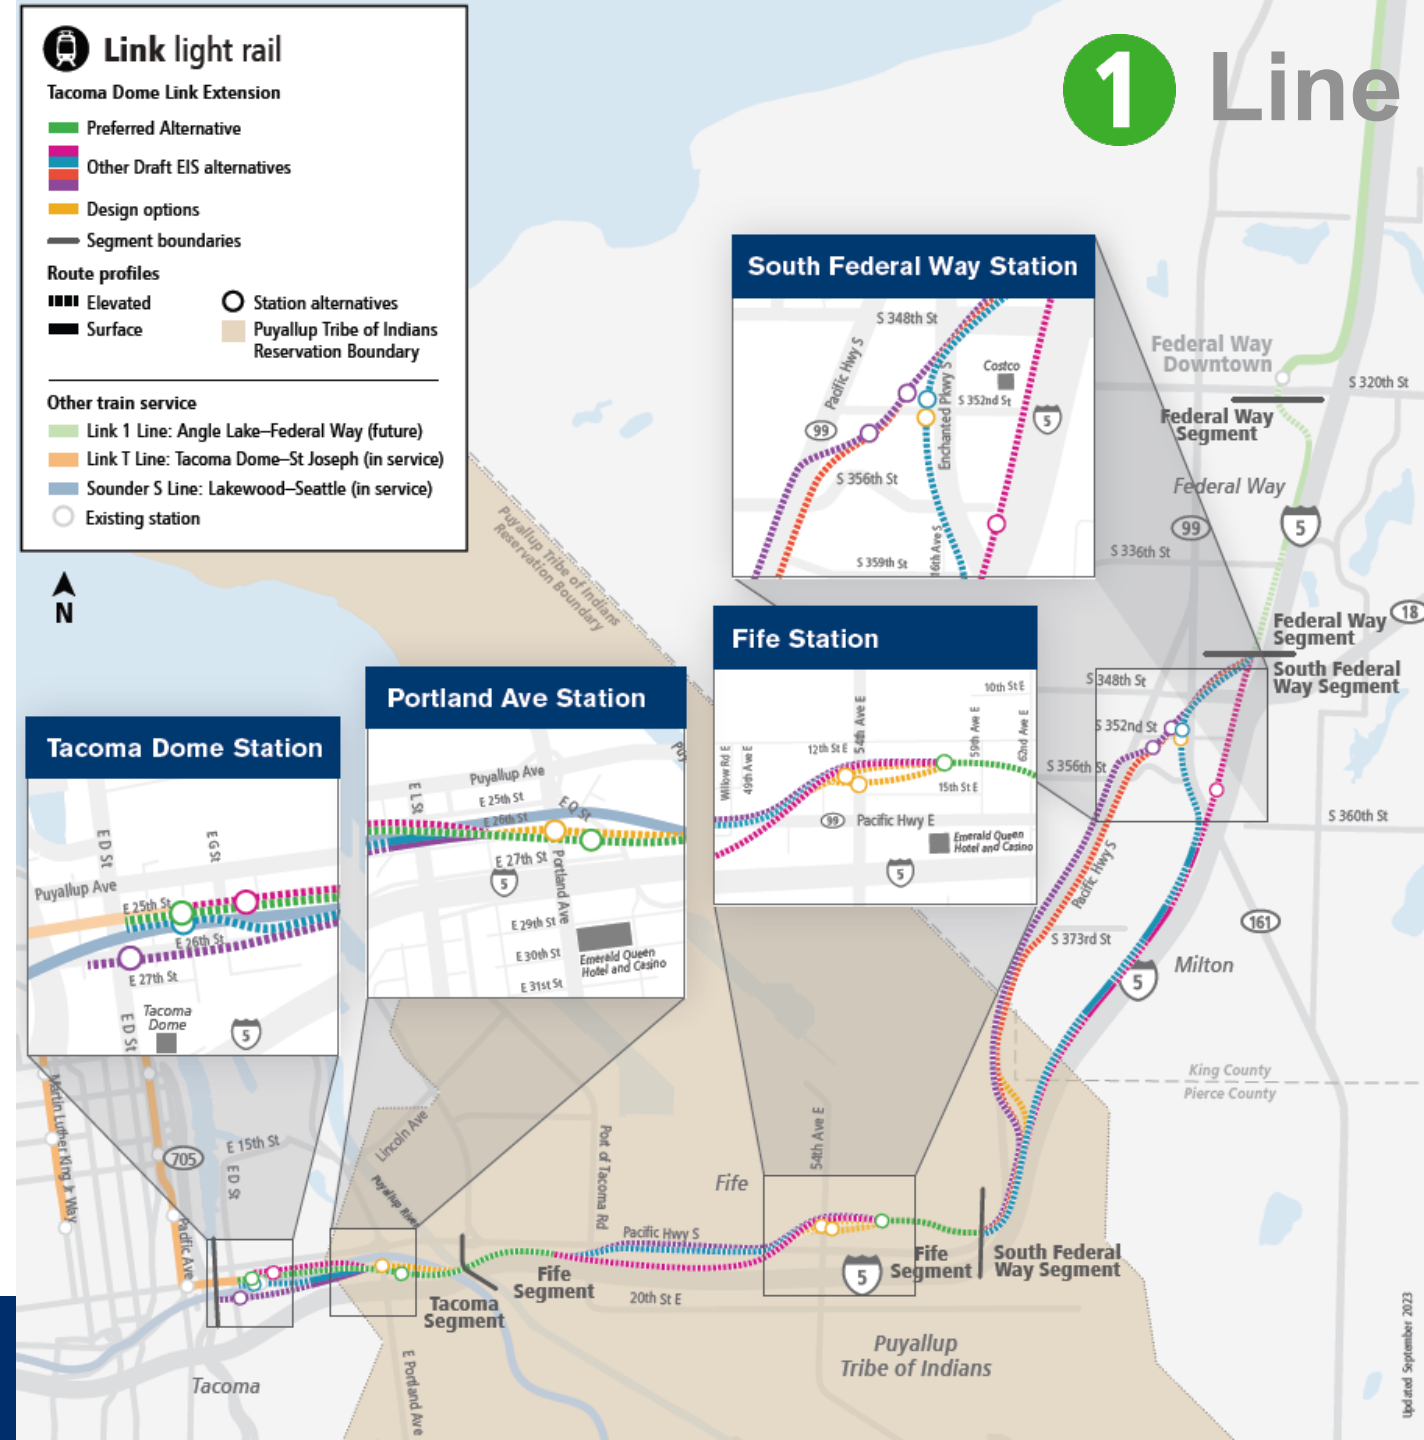 Link light rail
Tacoma Dome Link Extension
Preferred Alternative
Other Draft EIS alternatives
Design options
Segment boundaries
Route profiles
Elevated
Station alternatives
Surface
Puyallup Tribe of Indians
Reservation Boundary
Other train service
Link 1 Line: Angle Lake–Federal Way (future)
Link T Line: Tacoma Dome–St Joseph (in service)
Sounder S Line: Lakewood–Seattle (in service)
Existing station
N
1 Line
Puyallup Tribe of Indians
Reservation Boundary
South Federal Way Station
S 348th St
Pacific Hwy S
Costco
Enchanted Pkwy S
S 352nd St
5
99
S 356th St
16th Ave S
S 359th St
Federal Way
Downtown
S 320th St
Federal Way
Segment
Federal Way
99
5
S 336th St
18
Federal Way
Segment
South Federal
Way Segment
S 348th St
S 352nd St
S 356th St
S 360th St
Pacific Hwy S
161
S 373rd St
Milton
5
King County
Pierce County
Fife Station
10th St E
54th Ave E
59th Ave E
62nd Ave E
12th St E
Willow Rd E
49th Ave E
15th St E
99
Pacific Hwy E
Emerald Queen
Hotel and Casino
5
Portland Ave Station
Puy
Puyallup Ave
E L St
E 25th St
E Q St
E 26th St
E 27th St
5
Portland Ave
E 29th St
E 30th St
Emerald Queen
Hotel and Casino
E 31st St
Tacoma Dome Station
E D St
E G St
Puyallup Ave
E 25th St
E 26th St
E 27th St
E D St
Tacoma
Dome
5
Martin Luther King Jr Way
705
E 15th St
E D St
Pacific Ave
Lincoln Ave
Puyallup River
Port of Tacoma Rd
54th Ave E
Fife
Pacific Hwy S
Fife
Segment
5
Fife
Segment
South Federal
Way Segment
Tacoma
Segment
20th St E
Puyallup
Tribe of Indians
Tacoma
E Portland Ave
Updated September 2023